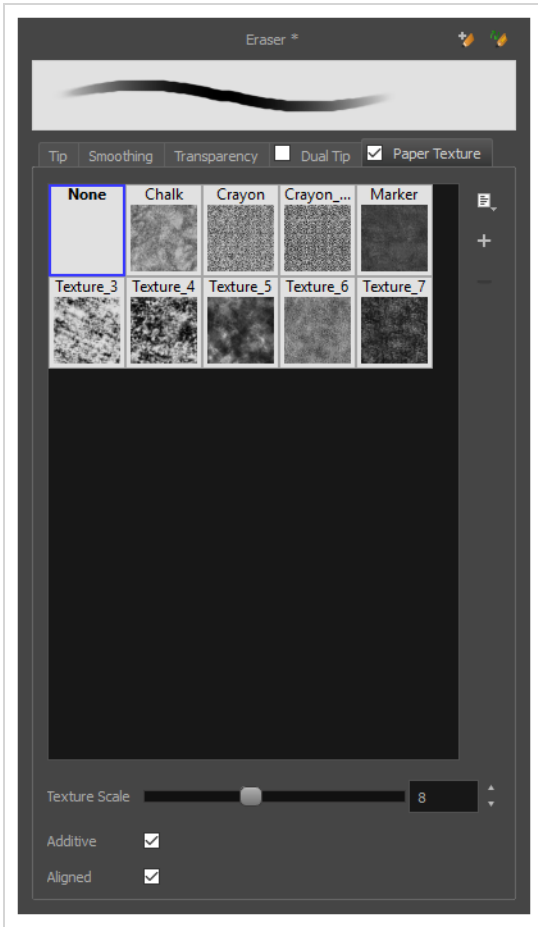 Eraser *
Tip Smoothing Transparency Dual Tip Paper Texture
None Chalk Crayon Crayon_... Marker
Texture_3 Texture_4 Texture_5 Texture_6 Texture_7
Texture Scale 8
Additive
Aligned